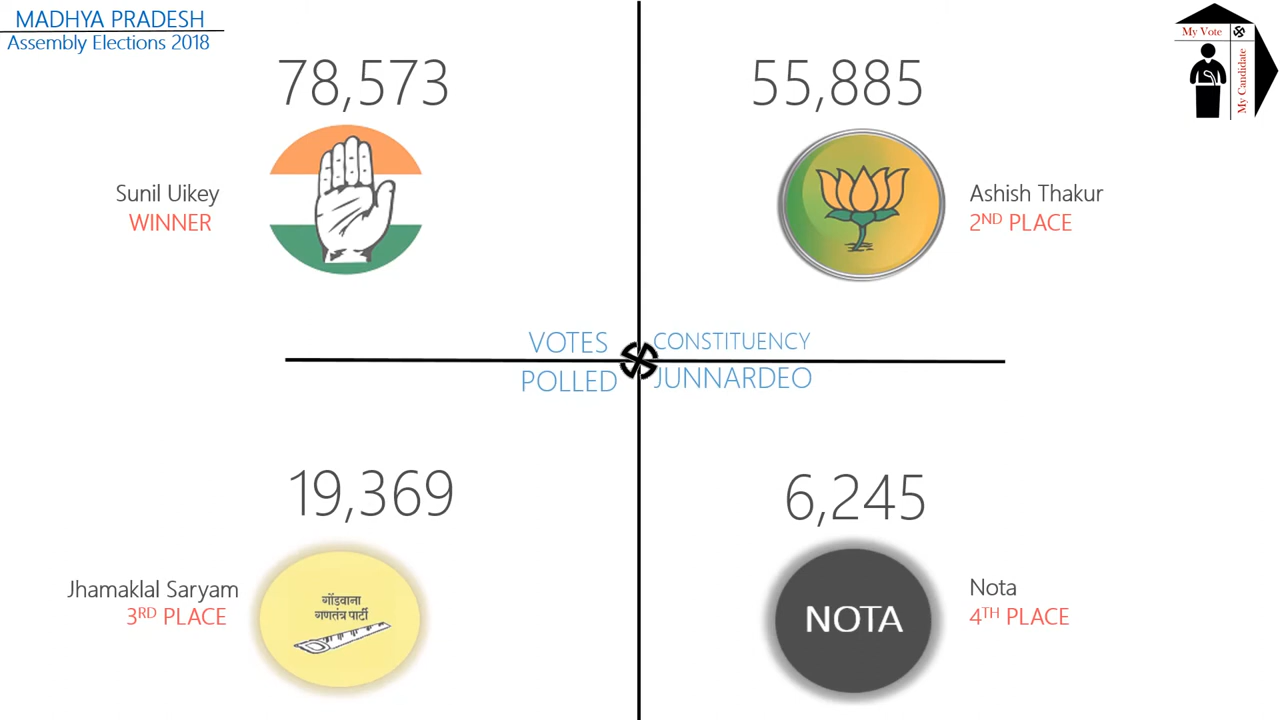 MADHYA PRADESH
Assembly Elections 2018
My Vote
My Candidate
78,573
Sunil Uikey
WINNER
55,885
Ashish Thakur
2ND PLACE
VOTES
POLLED
CONSTITUENCY
JUNNARDEO
19,369
Jhamaklal Saryam
3RD PLACE
गोंडवाना
गणतंत्र पार्टी
6,245
NOTA
Nota
4TH PLACE